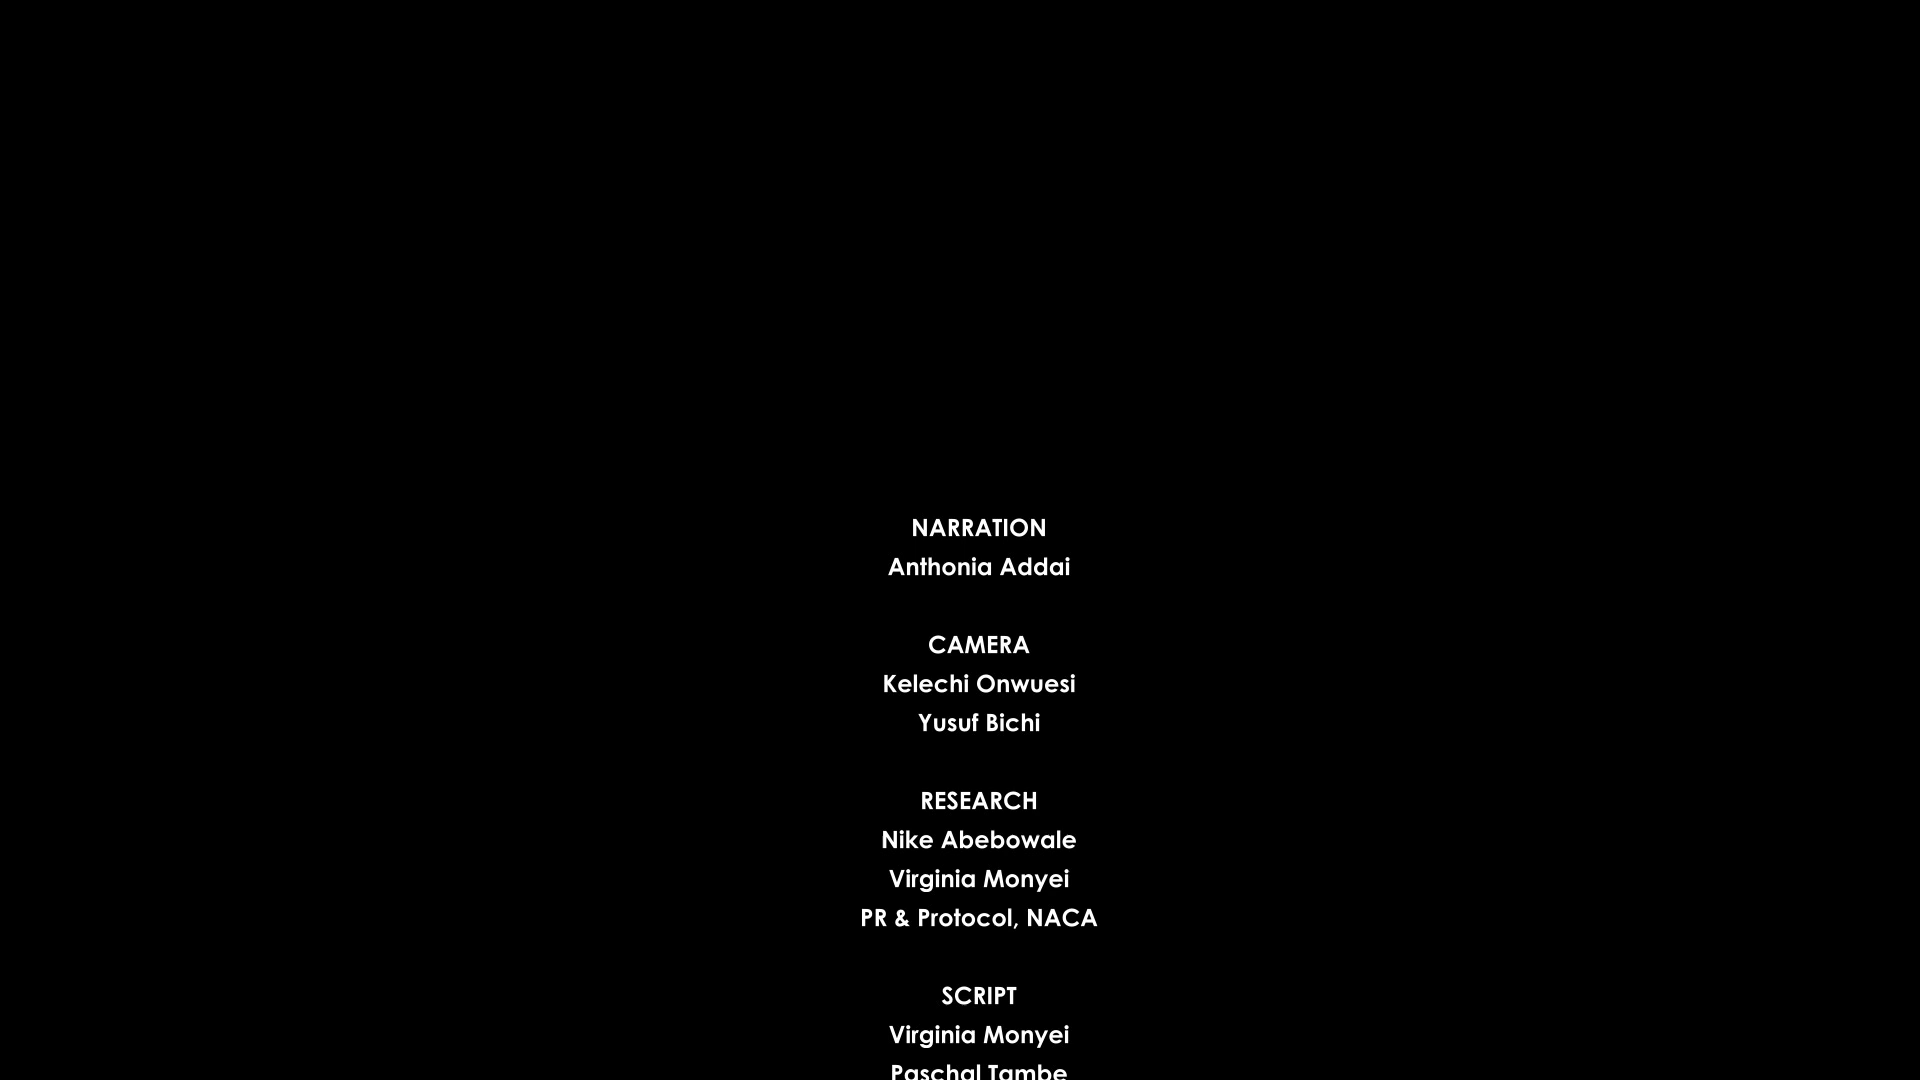 NARRATION
Anthonia Addai
CAMERA
Kelechi Onwuesi
Yusuf Bichi
RESEARCH
Nike Abebowale
Virginia Monyei
PR & Protocol, NACA
SCRIPT
Virginia Monyei
Paschal Tambe